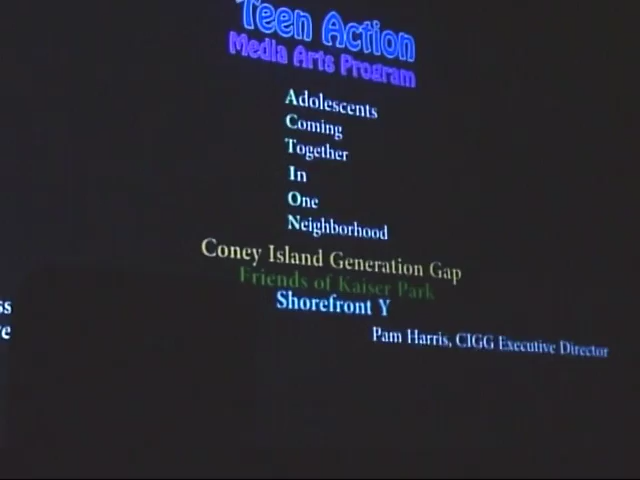 Teen Action
Media Arts Program
Adolescents
Coming
Together
In
One
Neighborhood
Coney Island Generation Gap
Friends of Kaiser Park
Shorefront Y
Pam Harris, CIGG Executive Director